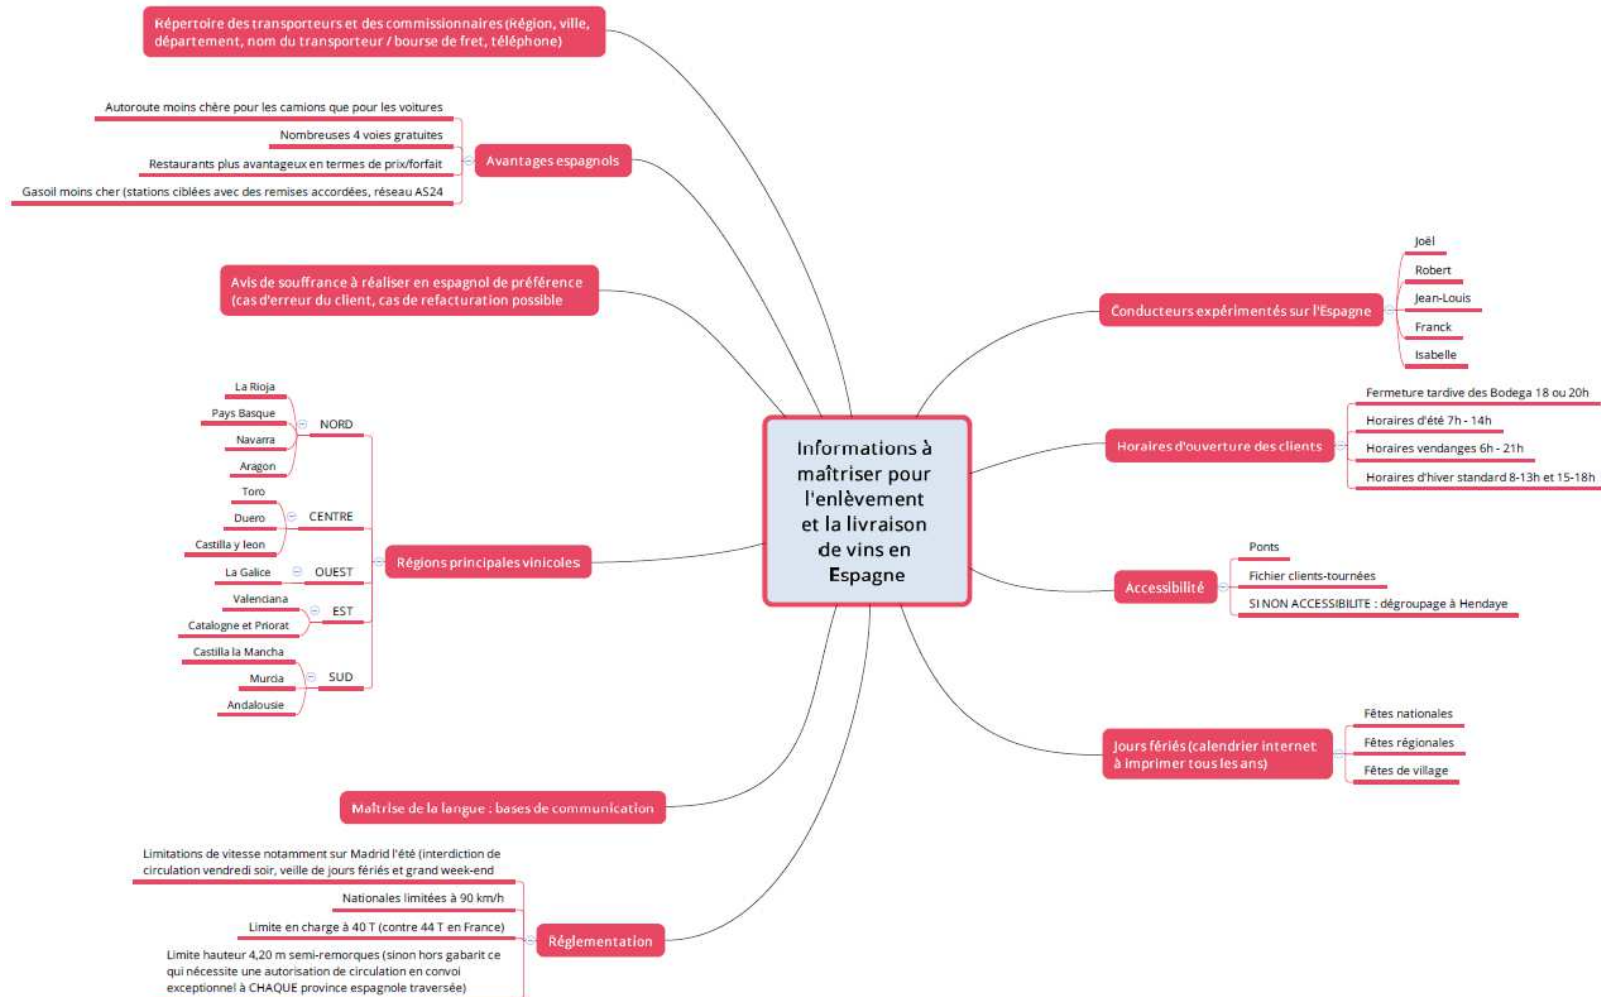 Répertoire des transporteurs et des commissionnaires (Région, ville,
département, nom du transporteur / bourse de fret, téléphone)
Autoroute moins chère pour les camions que pour les voitures
Nombreuses 4 voies gratuites
Restaurants plus avantageux en termes de prix/forfait
Gasoil moins cher (stations ciblées avec des remises accordées, réseau AS24
Avantages espagnols
Avis de souffrance à réaliser en espagnol de préférence
(cas d'erreur du client, cas de refacturation possible
La Rioja
Pays Basque
Navarra
Aragon
NORD
Toro
Duero
Castilla y leon
CENTRE
La Galice
OUEST
Valenciana
Catalogne et Priorat
EST
Castilla la Mancha
Murcia
Andalousie
SUD
Régions principales vinicoles
Maîtrise de la langue : bases de communication
Limitations de vitesse notamment sur Madrid l'été (interdiction de
circulation vendredi soir, veille de jours fériés et grand week-end
Nationales limitées à 90 km/h
Limite en charge à 40 T (contre 44 T en France)
Limite hauteur 4,20 m semi-remorques (sinon hors gabarit ce
qui nécessite une autorisation de circulation en convoi
exceptionnel à CHAQUE province espagnole traversée)
Réglementation
Informations à
maîtriser pour
l'enlèvement
et la livraison
de vins en
Espagne
Conducteurs expérimentés sur l'Espagne
Joël
Robert
Jean-Louis
Franck
Isabelle
Horaires d'ouverture des clients
Fermeture tardive des Bodega 18 ou 20h
Horaires d'été 7h - 14h
Horaires vendanges 6h - 21h
Horaires d'hiver standard 8-13h et 15-18h
Accessibilité
Ponts
Fichier clients-tournées
SI NON ACCESSIBILITE : dégroupage à Hendaye
Jours fériés (calendrier internet
à imprimer tous les ans)
Fêtes nationales
Fêtes régionales
Fêtes de village